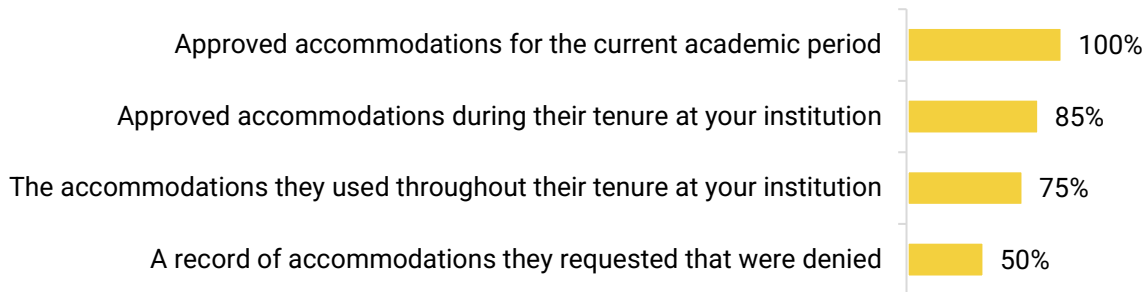 Approved accommodations for the current academic period 100%
Approved accommodations during their tenure at your institution 85%
The accommodations they used throughout their tenure at your institution 75%
A record of accommodations they requested that were denied 50%